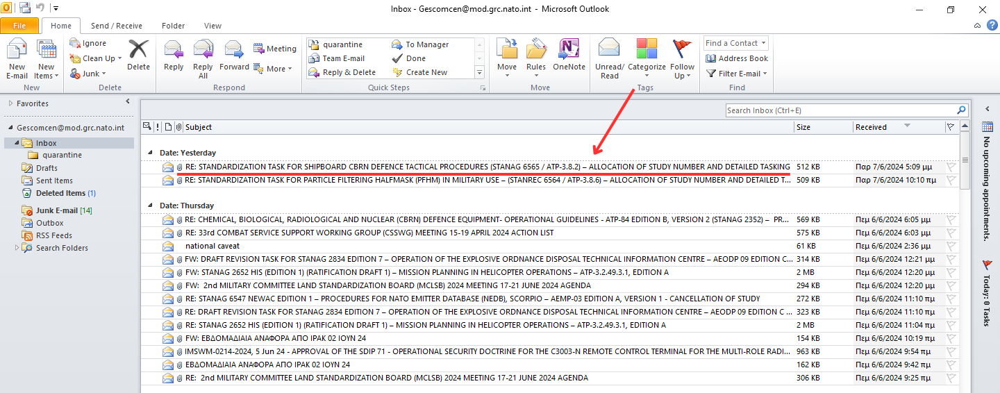 Inbox - Gescomcen@mod.grc.nato.int - Microsoft Outlook
File Home Send / Receive Folder View
New E-mail
New Items
New
Ignore
Clean Up
Junk
Delete
Delete
Reply
Reply All
Forward
Meeting
More
Respond
quarantine
Team E-mail
Reply & Delete
To Manager
Done
Create New
Quick Steps
Move
Rules
OneNote
Move
Unread/ Read
Categorize
Follow Up
Tags
Find a Contact
Address Book
Filter E-mail
Find
Favorites
Gescomcen@mod.grc.nato.int
Inbox
quarantine
Drafts
Sent Items
Deleted Items (1)
Junk E-mail [14]
Outbox
RSS Feeds
Search Folders
Search Inbox (Ctrl+E)
! Subject Size Received
Date: Yesterday
RE: STANDARDIZATION TASK FOR SHIPBOARD CBRN DEFENCE TACTICAL PROCEDURES (STANAG 6565 / ATP-3.8.2) – ALLOCATION OF STUDY NUMBER AND DETAILED TASKING 512 KB Παρ 7/6/2024 5:09 μμ
RE: STANDARDIZATION TASK FOR PARTICLE FILTERING HALFMASK (PFHM) IN MILITARY USE – (STANREC 6564 / ATP-3.8.6) – ALLOCATION OF STUDY NUMBER AND DETAILED T... 509 KB Παρ 7/6/2024 10:10 πμ
Date: Thursday
RE: CHEMICAL, BIOLOGICAL, RADIOLOGICAL AND NUCLEAR (CBRN) DEFENCE EQUIPMENT- OPERATIONAL GUIDELINES - ATP-84 EDITION B, VERSION 2 (STANAG 2352) – PR... 569 KB Πεμ 6/6/2024 6:05 μμ
RE: 33rd COMBAT SERVICE SUPPORT WORKING GROUP (CSSWG) MEETING 15-19 APRIL 2024 ACTION LIST 575 KB Πεμ 6/6/2024 6:03 μμ
national caveat 61 KB Πεμ 6/6/2024 2:36 μμ
FW: DRAFT REVISION TASK FOR STANAG 2834 EDITION 7 – OPERATION OF THE EXPLOSIVE ORDNANCE DISPOSAL TECHNICAL INFORMATION CENTRE – AEODP 09 EDITION C... 314 KB Πεμ 6/6/2024 12:21 μμ
FW: STANAG 2652 HIS (EDITION 1) (RATIFICATION DRAFT 1) – MISSION PLANNING IN HELICOPTER OPERATIONS – ATP-3.2.49.3.1, EDITION A 2 MB Πεμ 6/6/2024 12:20 μμ
FW: 2nd MILITARY COMMITTEE LAND STANDARDIZATION BOARD (MCLSB) 2024 MEETING 17-21 JUNE 2024 AGENDA 294 KB Πεμ 6/6/2024 12:20 μμ
RE: STANAG 6547 NEWAC EDITION 1 – PROCEDURES FOR NATO EMITTER DATABASE (NEDB), SCORPIO – AEMP-03 EDITION A, VERSION 1 - CANCELLATION OF STUDY 272 KB Πεμ 6/6/2024 11:10 πμ
RE: DRAFT REVISION TASK FOR STANAG 2834 EDITION 7 – OPERATION OF THE EXPLOSIVE ORDNANCE DISPOSAL TECHNICAL INFORMATION CENTRE – AEODP 09 EDITION C ... 323 KB Πεμ 6/6/2024 11:10 πμ
RE: STANAG 2652 HIS (EDITION 1) (RATIFICATION DRAFT 1) – MISSION PLANNING IN HELICOPTER OPERATIONS – ATP-3.2.49.3.1, EDITION A 2 MB Πεμ 6/6/2024 11:04 πμ
FW: ΕΒΔΟΜΑΔΙΑΙΑ ΑΝΑΦΟΡΑ ΑΠΟ ΙΡΑΚ 02 ΙΟΥΝ 24 154 KB Πεμ 6/6/2024 10:19 πμ
IMSWM-0214-2024, 5 Jun 24 - APPROVAL OF THE SDIP 71 - OPERATIONAL SECURITY DOCTRINE FOR THE C3003-N REMOTE CONTROL TERMINAL FOR THE MULTI-ROLE RADI... 963 KB Πεμ 6/6/2024 9:54 πμ
ΕΒΔΟΜΑΔΙΑΙΑ ΑΝΑΦΟΡΑ ΑΠΟ ΙΡΑΚ 02 ΙΟΥΝ 24 162 KB Πεμ 6/6/2024 9:42 πμ
RE: 2nd MILITARY COMMITTEE LAND STANDARDIZATION BOARD (MCLSB) 2024 MEETING 17-21 JUNE 2024 AGENDA 306 KB Πεμ 6/6/2024 9:25 πμ
No upcoming appointments.
Today: 0 Tasks